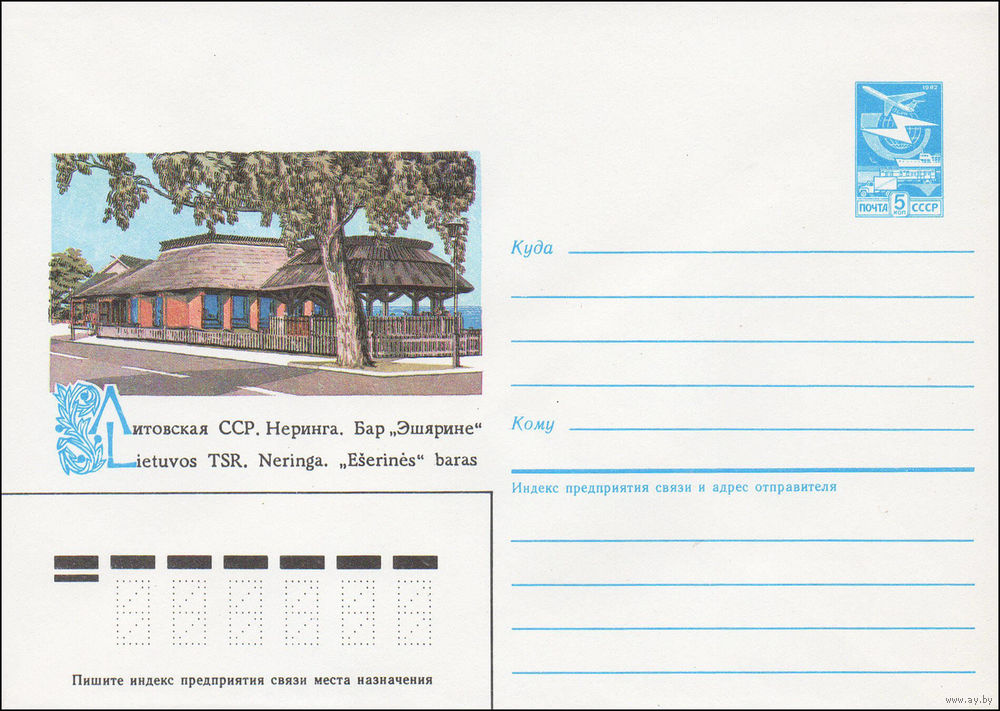 1982
ПОЧТА 5 КОП СССР
Куда
Кому
Индекс предприятия связи и адрес отправителя
Литовская ССР. Неринга. Бар „Эшярине“
Lietuvos TSR. Neringa. „Ešerinės“ baras
Пишите индекс предприятия связи места назначения
www.ay.by